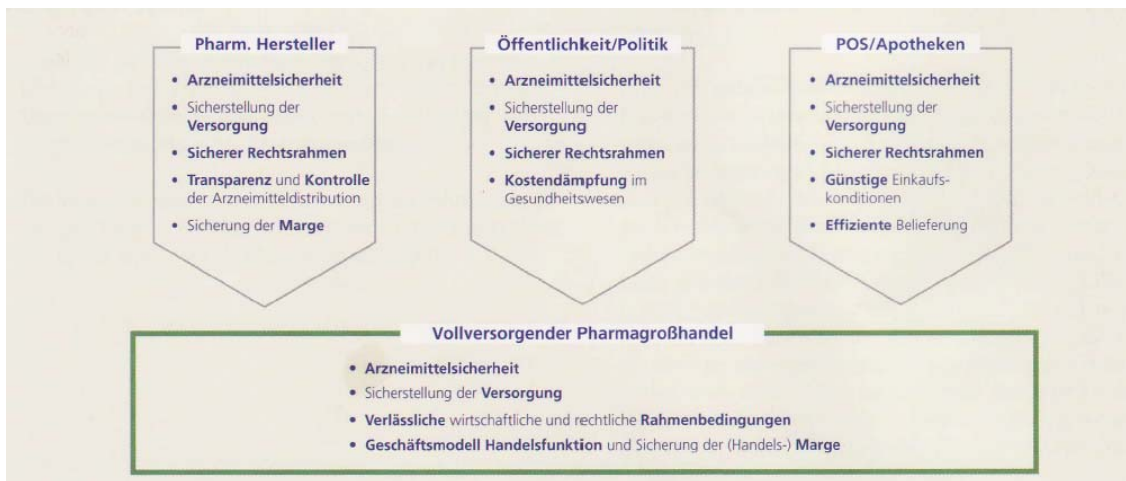 Pharm. Hersteller
• Arzneimittelsicherheit
• Sicherstellung der
Versorgung
• Sicherer Rechtsrahmen
• Transparenz und Kontrolle
der Arzneimitteldistribution
• Sicherung der Marge
Öffentlichkeit/Politik
• Arzneimittelsicherheit
• Sicherstellung der
Versorgung
• Sicherer Rechtsrahmen
• Kostendämpfung im
Gesundheitswesen
POS/Apotheken
• Arzneimittelsicherheit
• Sicherstellung der
Versorgung
• Sicherer Rechtsrahmen
• Günstige Einkaufs-
konditionen
• Effiziente Belieferung
Vollversorgender Pharmagroßhandel
• Arzneimittelsicherheit
• Sicherstellung der Versorgung
• Verlässliche wirtschaftliche und rechtliche Rahmenbedingungen
• Geschäftsmodell Handelsfunktion und Sicherung der (Handels-) Marge